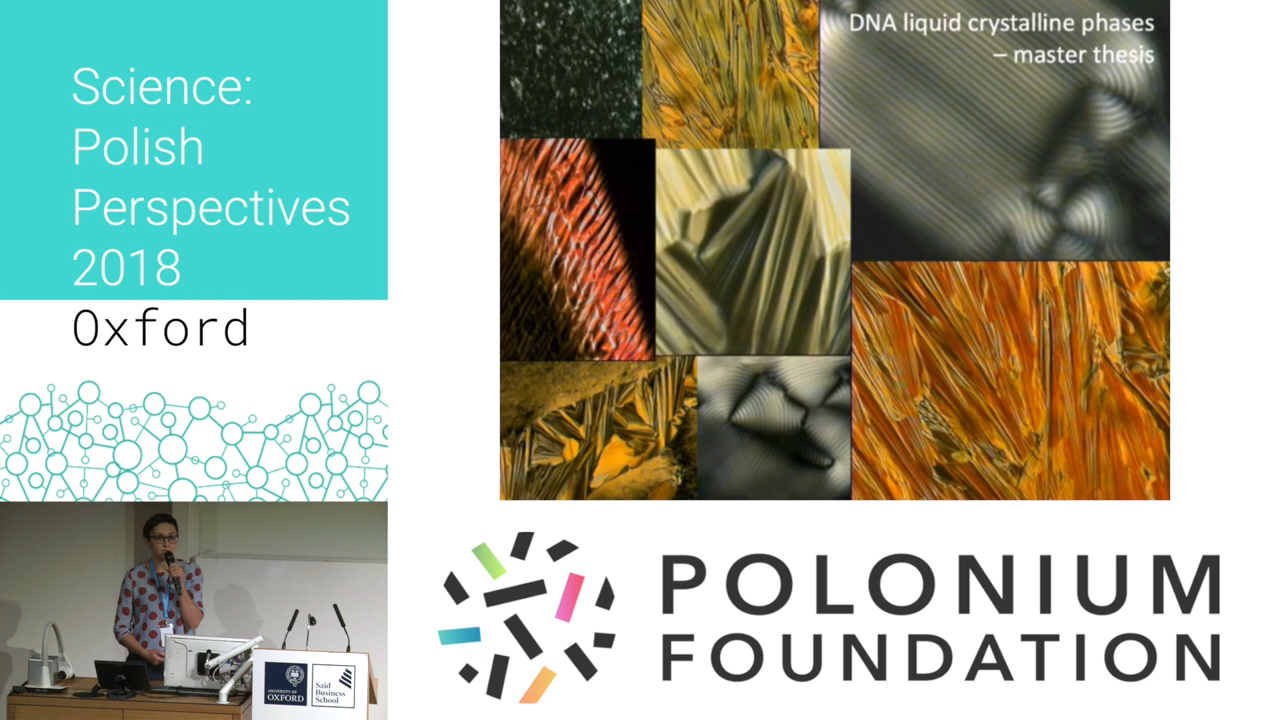 Science:
Polish
Perspectives
2018
Oxford
DNA liquid crystalline phases
– master thesis
UNIVERSITY OF
OXFORD
Saïd
Business
School
POLONIUM
FOUNDATION